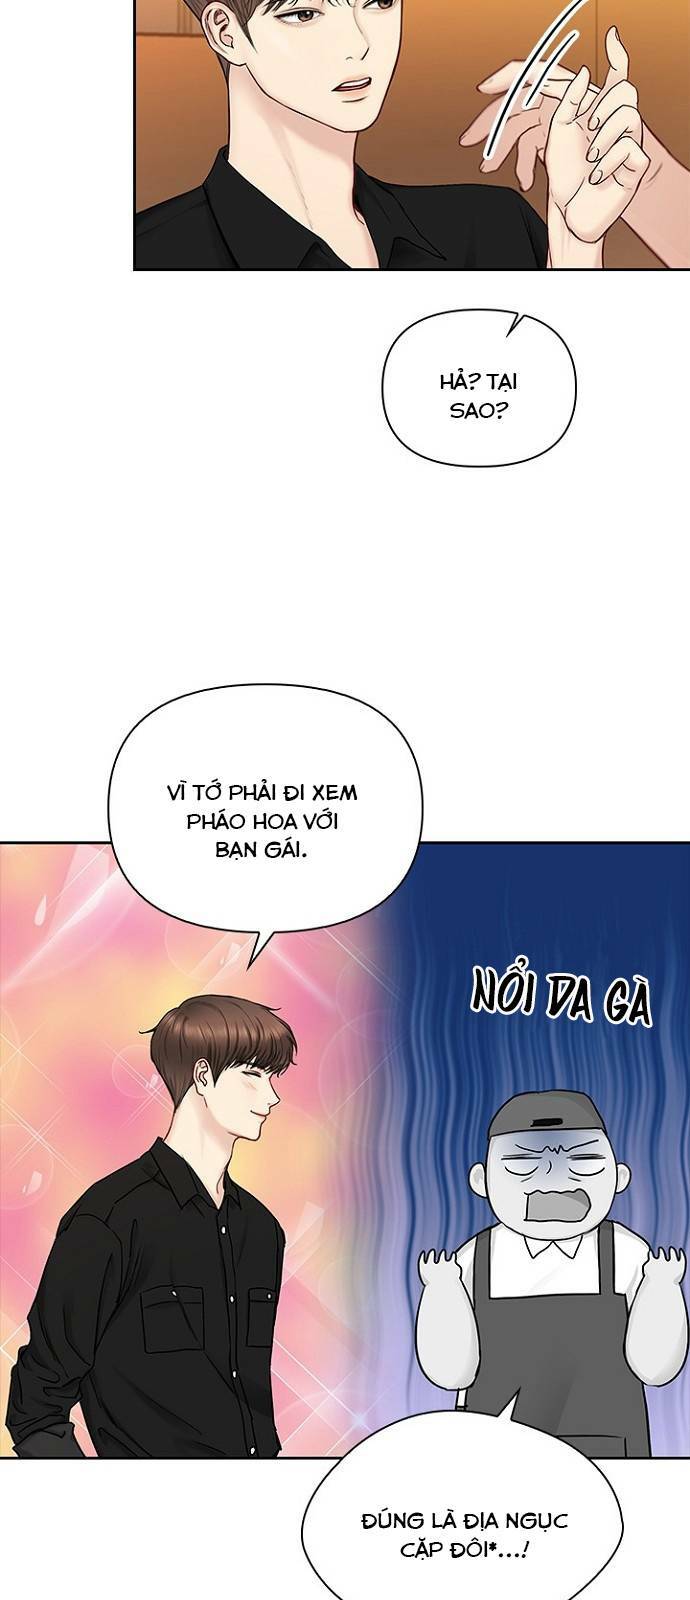 HẢ? TẠI
SAO?
VÌ TỚ PHẢI ĐI XEM
PHÁO HOA VỚI
BẠN GÁI.
NỔI DA GÀ
ĐÚNG LÀ ĐỊA NGỤC
CẶP ĐÔI*...!